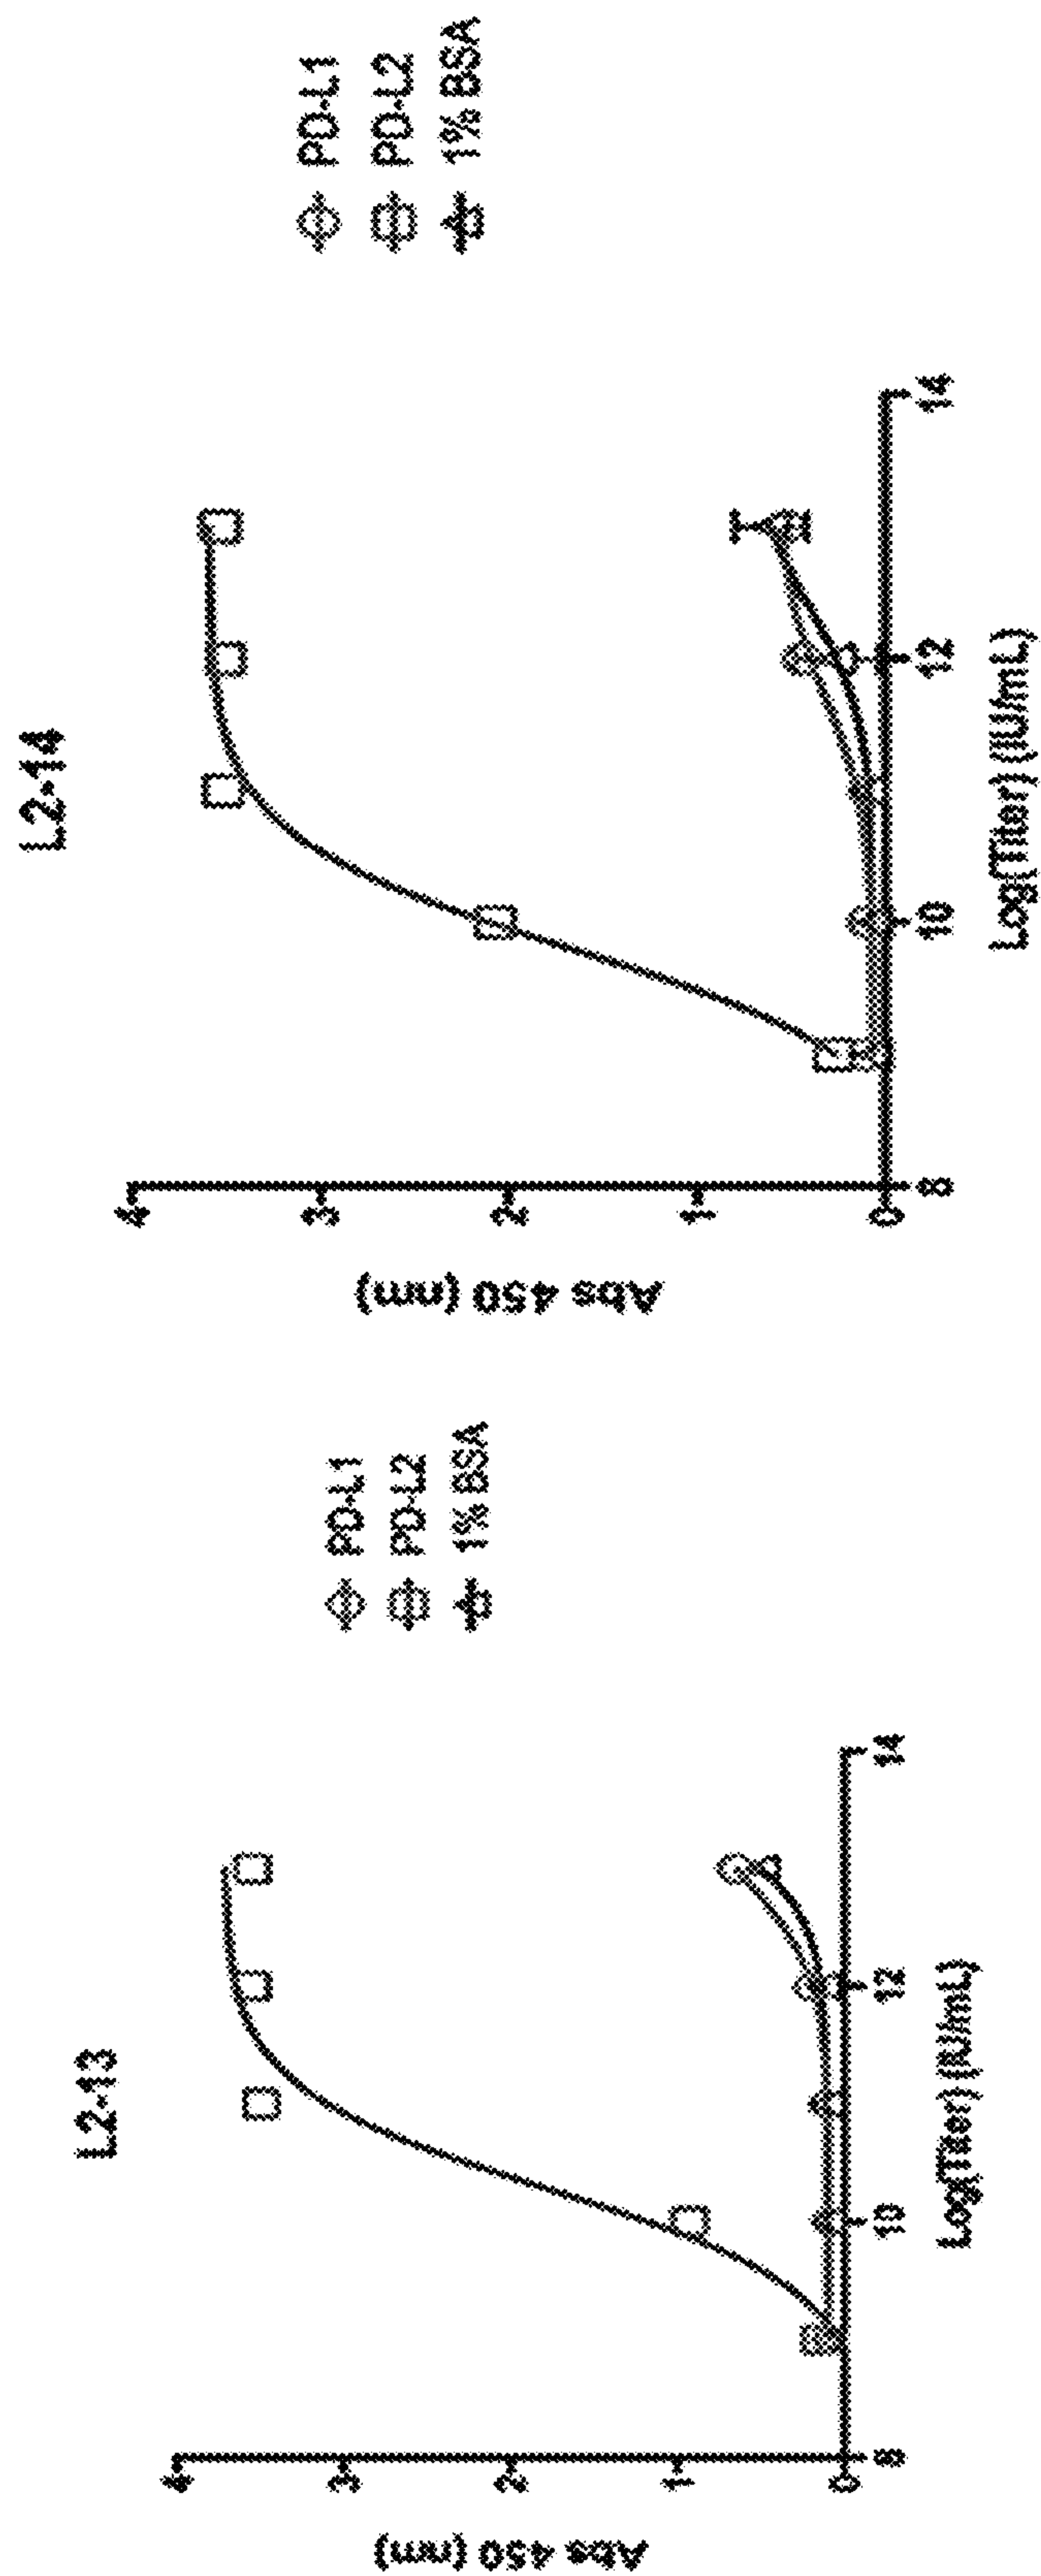 L2-13
Abs 450 (nm)
4
3
2
1
0
8
10
12
14
Log(Titer) (IU/mL)
PD-L1
PD-L2
1% BSA
L2-14
Abs 450 (nm)
4
3
2
1
0
8
10
12
14
Log(Titer) (IU/mL)
PD-L1
PD-L2
1% BSA